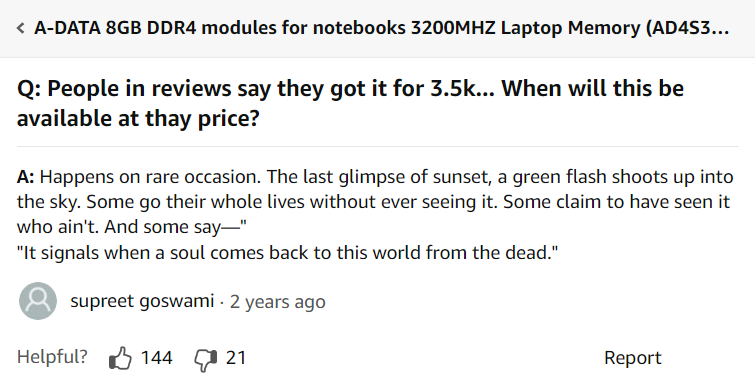 < A-DATA 8GB DDR4 modules for notebooks 3200MHZ Laptop Memory (AD4S3...
Q: People in reviews say they got it for 3.5k... When will this be
available at thay price?
A: Happens on rare occasion. The last glimpse of sunset, a green flash shoots up into
the sky. Some go their whole lives without ever seeing it. Some claim to have seen it
who ain't. And some say—"
"It signals when a soul comes back to this world from the dead."
supreet goswami · 2 years ago
Helpful? 144 21 Report